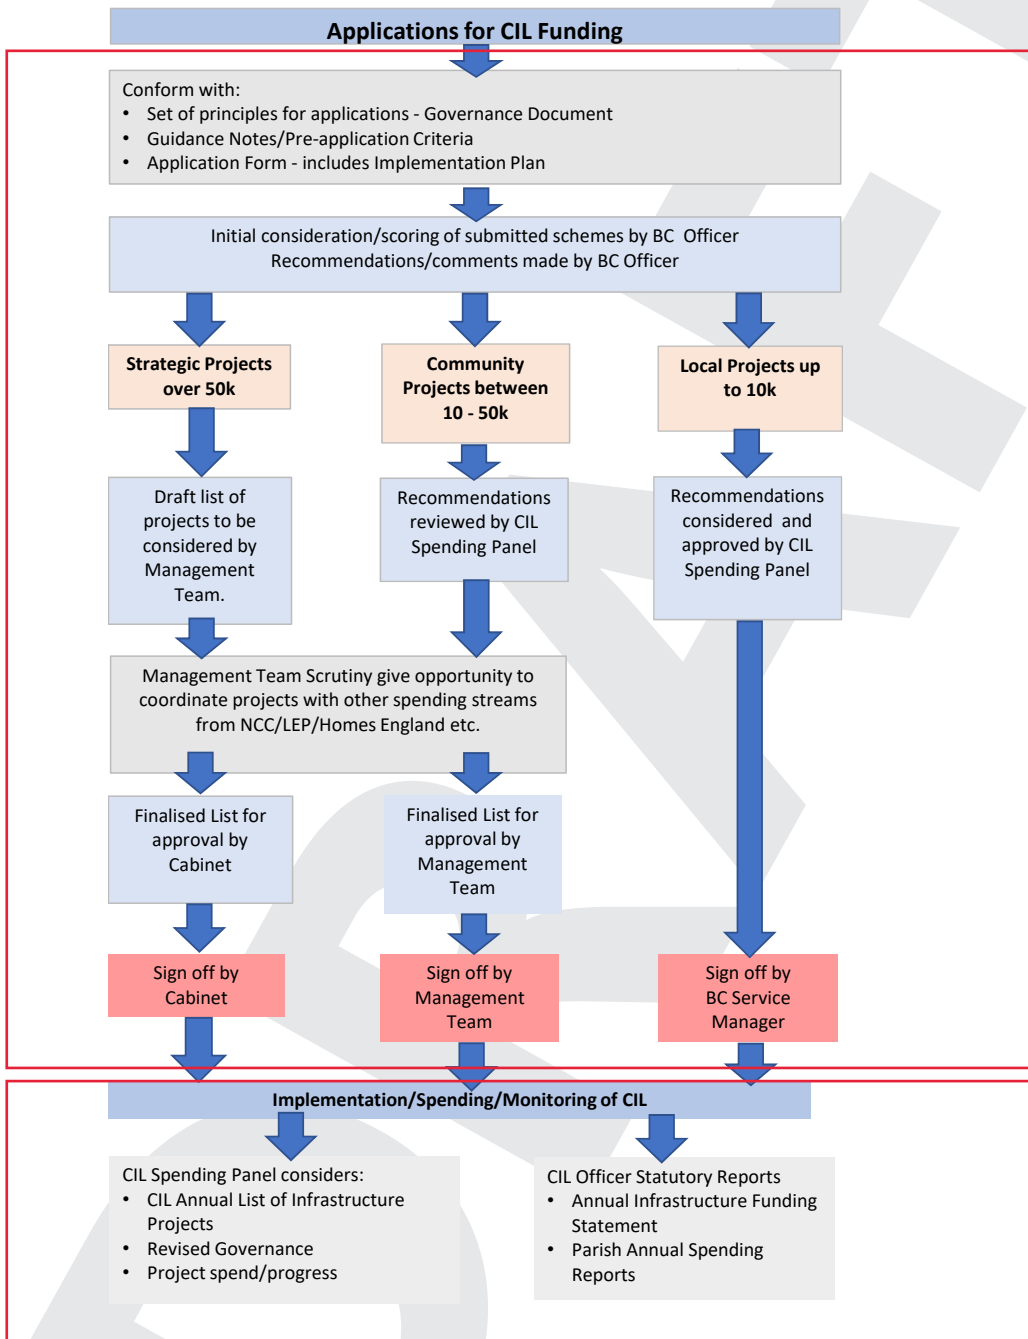 Applications for CIL Funding
Conform with:
• Set of principles for applications - Governance Document
• Guidance Notes/Pre-application Criteria
• Application Form - includes Implementation Plan
Initial consideration/scoring of submitted schemes by BC Officer
Recommendations/comments made by BC Officer
Strategic Projects
over 50k
Community
Projects between
10 - 50k
Local Projects up
to 10k
Draft list of
projects to be
considered by
Management
Team.
Recommendations
reviewed by CIL
Spending Panel
Recommendations
considered and
approved by CIL
Spending Panel
Management Team Scrutiny give opportunity to
coordinate projects with other spending streams
from NCC/LEP/Homes England etc.
Finalised List for
approval by
Cabinet
Finalised List for
approval by
Management
Team
Sign off by
Cabinet
Sign off by
Management
Team
Sign off by
BC Service
Manager
Implementation/Spending/Monitoring of CIL
CIL Spending Panel considers:
• CIL Annual List of Infrastructure
Projects
• Revised Governance
• Project spend/progress
CIL Officer Statutory Reports
• Annual Infrastructure Funding
Statement
• Parish Annual Spending
Reports
DRAFT